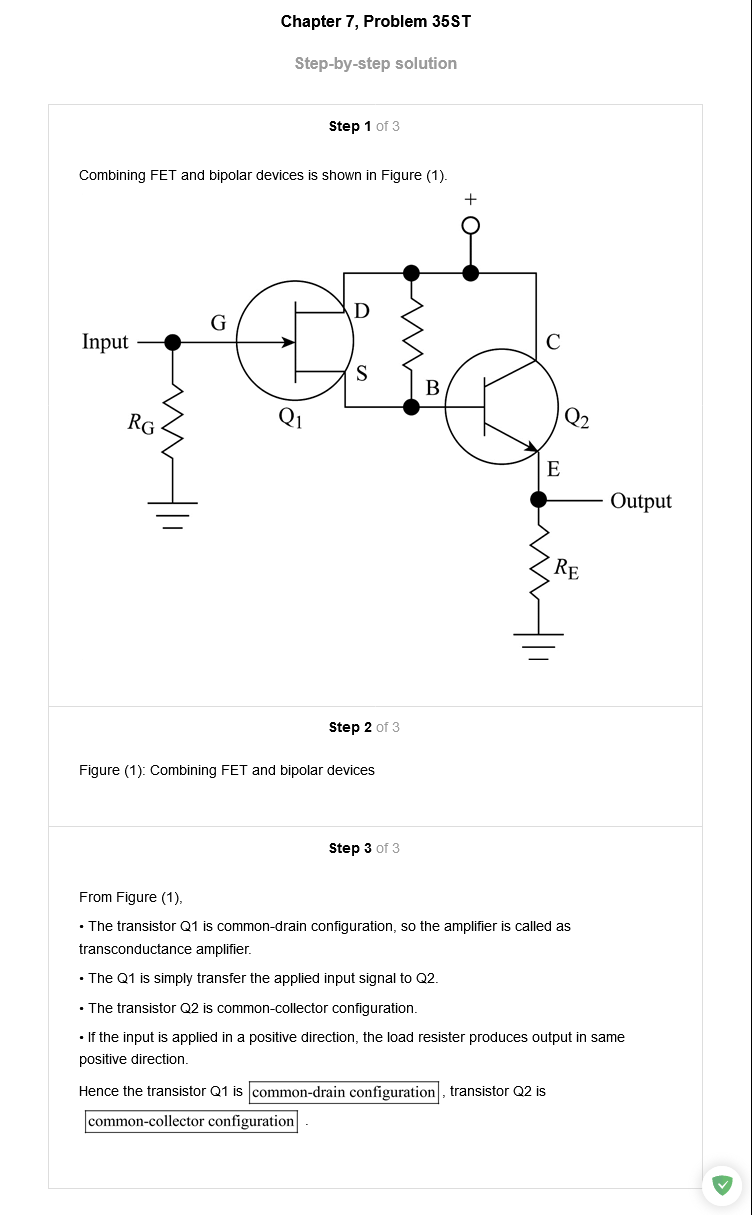 Chapter 7, Problem 35ST
Step-by-step solution
Step 1 of 3
Combining FET and bipolar devices is shown in Figure (1).
+
D
G
Input
C
S
B
RG
Q1
Q2
E
Output
RE
Step 2 of 3
Figure (1): Combining FET and bipolar devices
Step 3 of 3
From Figure (1),
• The transistor Q1 is common-drain configuration, so the amplifier is called as
transconductance amplifier.
• The Q1 is simply transfer the applied input signal to Q2.
• The transistor Q2 is common-collector configuration.
• If the input is applied in a positive direction, the load resister produces output in same
positive direction.
Hence the transistor Q1 is common-drain configuration , transistor Q2 is
common-collector configuration .